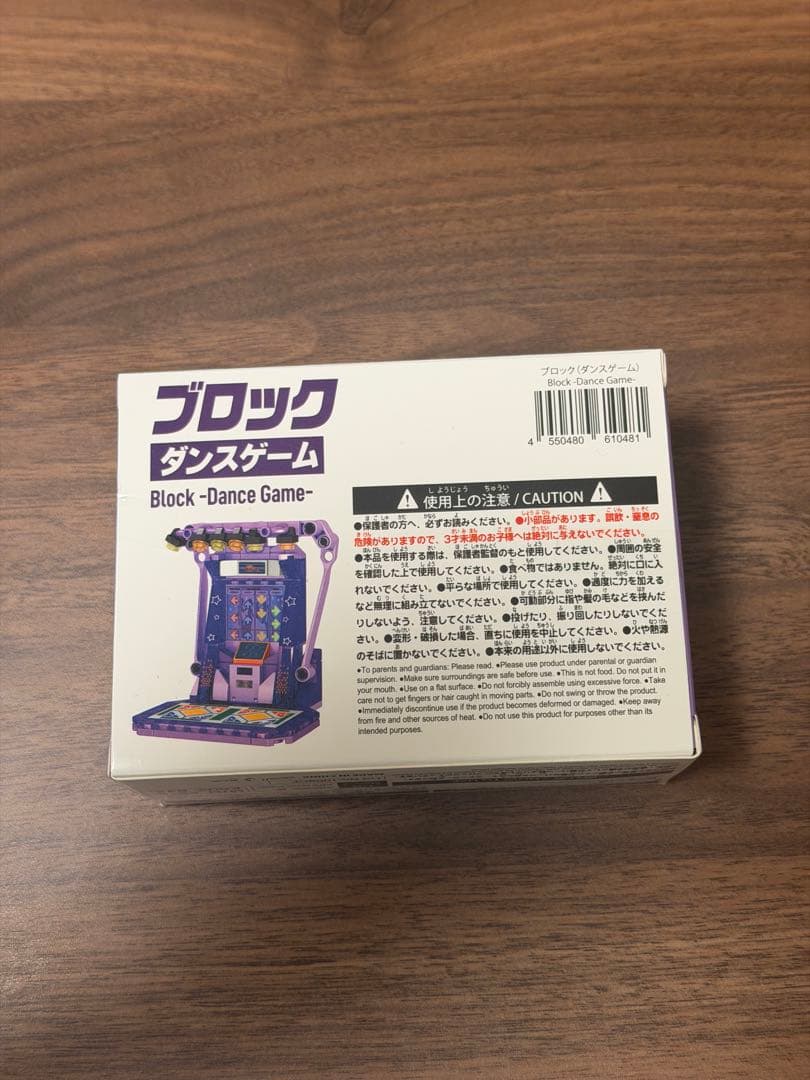 ブロック
ダンスゲーム
Block -Dance Game-
ブロック(ダンスゲーム)
Block -Dance Game-
4 550480 610481
使用上の注意 / CAUTION
●保護者の方へ、必ずお読みください。●小部品があります。誤飲・窒息の
危険がありますので、3才未満のお子様へは絶対に与えないでください。
●本品を使用する際は、保護者監督のもと使用してください。●周囲の安全
を確認した上で使用してください。●食べ物ではありません。絶対に口に入
れないでください。●平らな場所で使用してください。●過度に力を加える
など無理に組み立てないでください。●可動部分に指や髪の毛などを挟んだ
りしないよう、注意してください。●投げたり、振り回したりしないでくだ
さい。●変形・破損した場合、直ちに使用を中止してください。●火や熱源
のそばに置かないでください。●本来の用途以外に使用しないでください。
●To parents and guardians: Please read. ●Please use product under parental or guardian
supervision. ●Make sure surroundings are safe before use. ●This is not food. Do not put it in
your mouth. ●Use on a flat surface. ●Do not forcibly assemble using excessive force. ●Take
care not to get fingers or hair caught in moving parts. ●Do not swing or throw the product.
●Immediately discontinue use if the product becomes deformed or damaged. ●Keep away
from fire and other sources of heat. ●Do not use this product for purposes other than its
intended purposes.